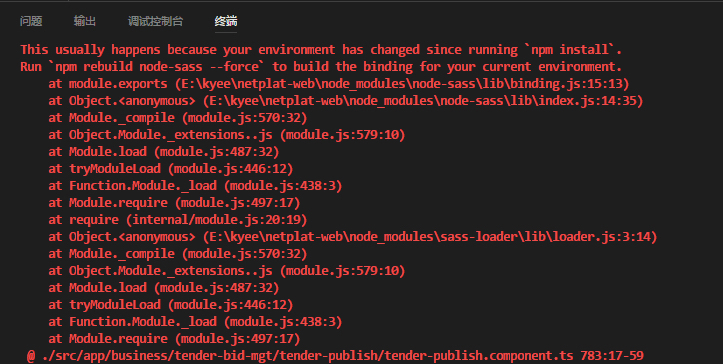 问题 输出 调试控制台 终端
This usually happens because your environment has changed since running `npm install`.
Run `npm rebuild node-sass --force` to build the binding for your current environment.
at module.exports (E:\kyee\netplat-web\node_modules\node-sass\lib\binding.js:15:13)
at Object.<anonymous> (E:\kyee\netplat-web\node_modules\node-sass\lib\index.js:14:35)
at Module._compile (module.js:570:32)
at Object.Module._extensions..js (module.js:579:10)
at Module.load (module.js:487:32)
at tryModuleLoad (module.js:446:12)
at Function.Module._load (module.js:438:3)
at Module.require (module.js:497:17)
at require (internal/module.js:20:19)
at Object.<anonymous> (E:\kyee\netplat-web\node_modules\sass-loader\lib\loader.js:3:14)
at Module._compile (module.js:570:32)
at Object.Module._extensions..js (module.js:579:10)
at Module.load (module.js:487:32)
at tryModuleLoad (module.js:446:12)
at Function.Module._load (module.js:438:3)
at Module.require (module.js:497:17)
@ ./src/app/business/tender-bid-mgt/tender-publish/tender-publish.component.ts 783:17-59